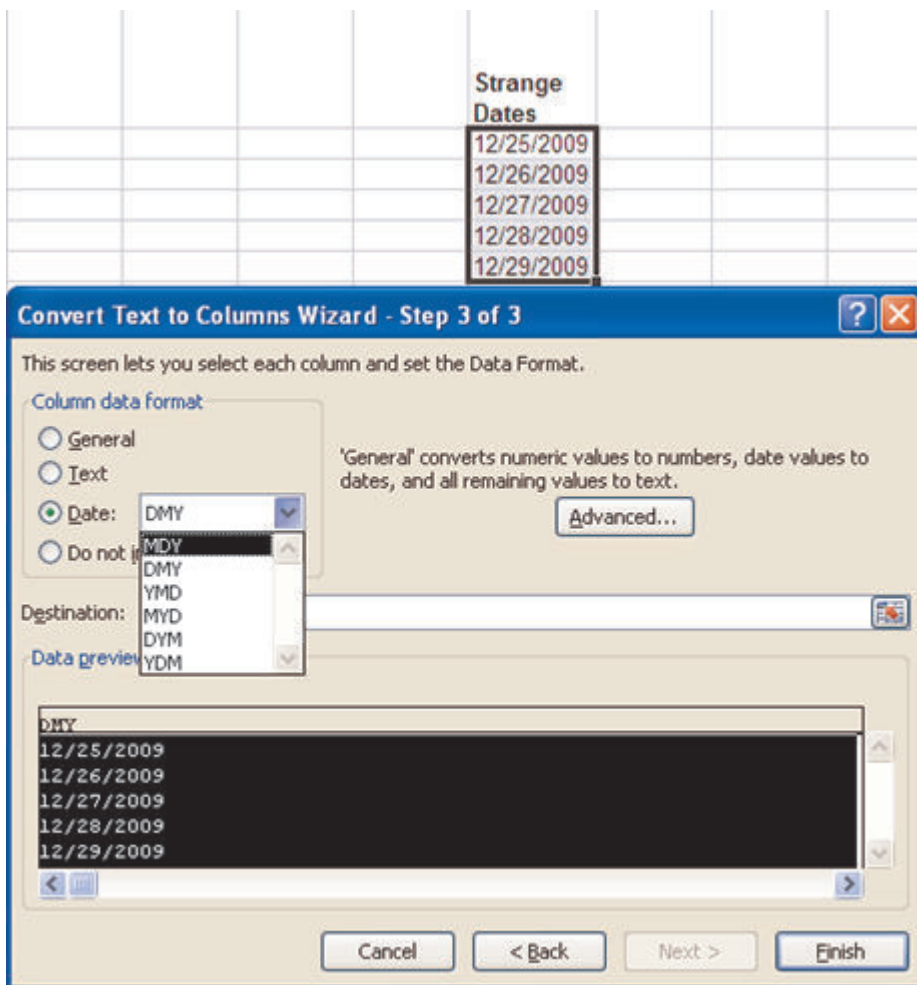 Strange
Dates
12/25/2009
12/26/2009
12/27/2009
12/28/2009
12/29/2009
Convert Text to Columns Wizard - Step 3 of 3
This screen lets you select each column and set the Data Format.
Column data format
General
Text
Date: DMY
Do not i
MDY
DMY
YMD
MYD
DYM
YDM
'General' converts numeric values to numbers, date values to
dates, and all remaining values to text.
Advanced...
Destination:
Data preview
DMY
12/25/2009
12/26/2009
12/27/2009
12/28/2009
12/29/2009
Cancel
< Back
Next >
Finish